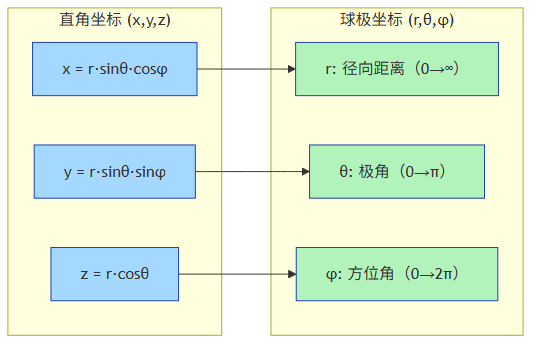 直角坐标 (x,y,z)
x = r·sinθ·cosφ
y = r·sinθ·sinφ
z = r·cosθ
球极坐标 (r,θ,φ)
r: 径向距离（0→∞）
θ: 极角（0→π）
φ: 方位角（0→2π）